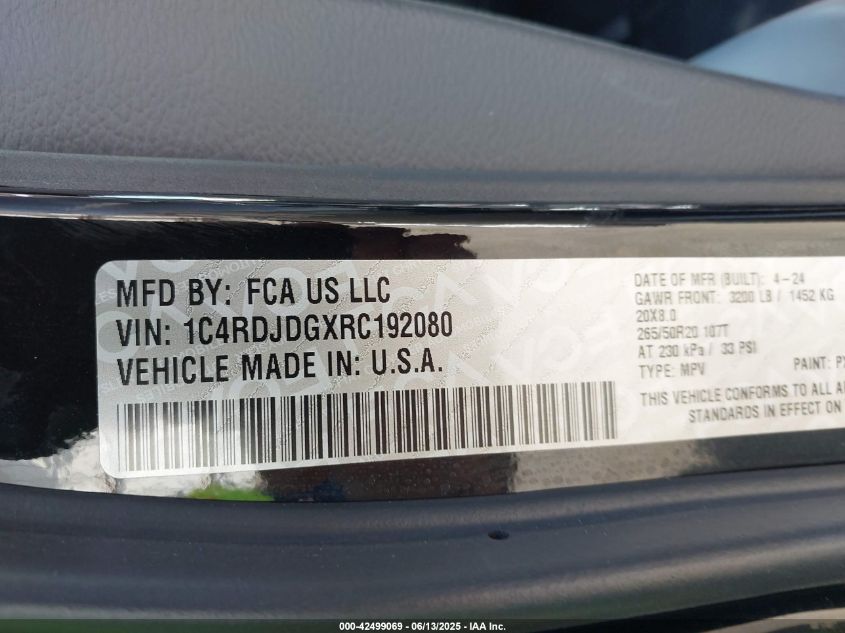 MFD BY: FCA US LLC
VIN: 1C4RDJDGXRC192080
VEHICLE MADE IN: U.S.A.
DATE OF MFR (BUILT): 4-24
GAWR FRONT: 3200 LB / 1452 KG
20X8.0
265/50R20 107T
AT 230 kPa / 33 PSI
TYPE: MPV PAINT: PX
THIS VEHICLE CONFORMS TO ALL AP
STANDARDS IN EFFECT ON
000-42499069 - 06/13/2025 - IAA Inc.